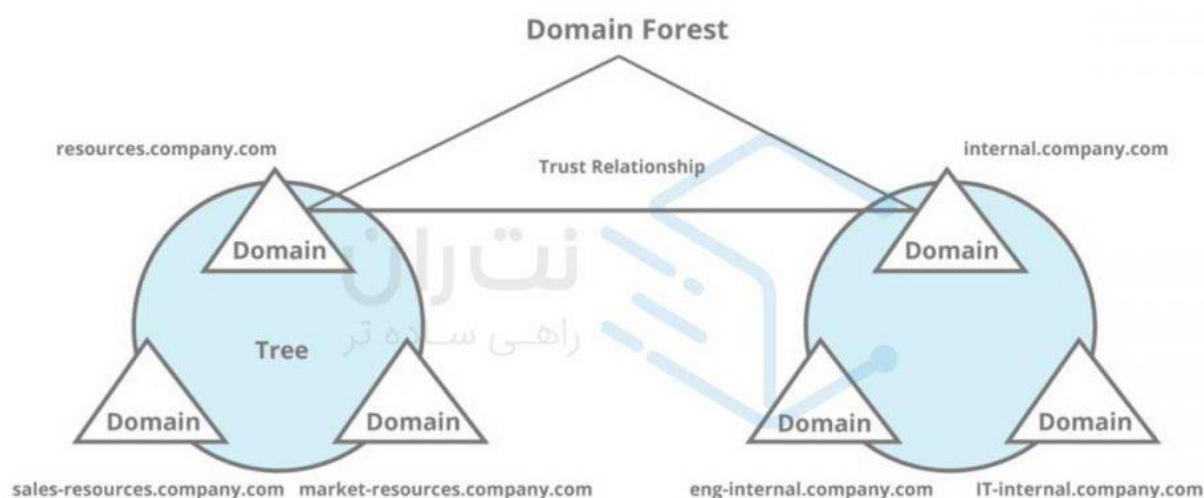 Domain Forest
resources.company.com
internal.company.com
Trust Relationship
Domain
Domain
نت ران
راهی ساده تر
Tree
Domain
Domain
Domain
Domain
sales-resources.company.com
market-resources.company.com
eng-internal.company.com
IT-internal.company.com